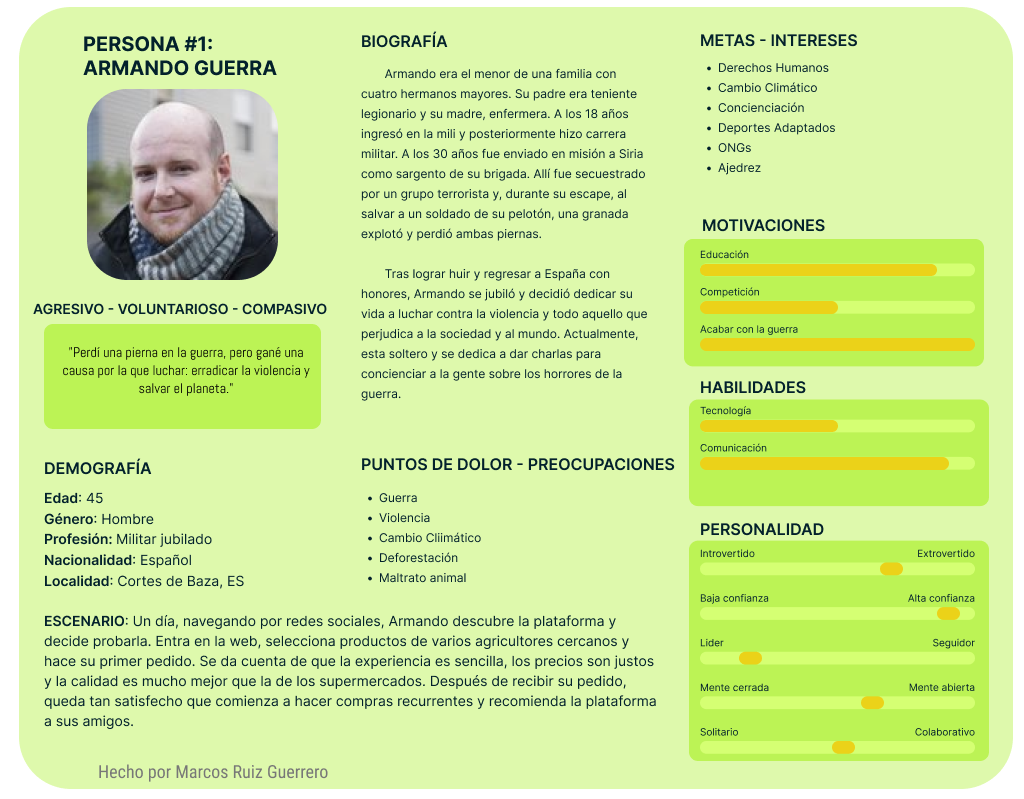 PERSONA #1:
ARMANDO GUERRA
AGRESIVO - VOLUNTARIOSO - COMPASIVO
"Perdí una pierna en la guerra, pero gané una
causa por la que luchar: erradicar la violencia y
salvar el planeta."
DEMOGRAFÍA
Edad: 45
Género: Hombre
Profesión: Militar jubilado
Nacionalidad: Español
Localidad: Cortes de Baza, ES
BIOGRAFÍA
Armando era el menor de una familia con
cuatro hermanos mayores. Su padre era teniente
legionario y su madre, enfermera. A los 18 años
ingresó en la mili y posteriormente hizo carrera
militar. A los 30 años fue enviado en misión a Siria
como sargento de su brigada. Allí fue secuestrado
por un grupo terrorista y, durante su escape, al
salvar a un soldado de su pelotón, una granada
explotó y perdió ambas piernas.
Tras lograr huir y regresar a España con
honores, Armando se jubiló y decidió dedicar su
vida a luchar contra la violencia y todo aquello que
perjudica a la sociedad y al mundo. Actualmente,
esta soltero y se dedica a dar charlas para
concienciar a la gente sobre los horrores de la
guerra.
PUNTOS DE DOLOR - PREOCUPACIONES
• Guerra
• Violencia
• Cambio Cliimático
• Deforestación
• Maltrato animal
ESCENARIO: Un día, navegando por redes sociales, Armando descubre la plataforma y
decide probarla. Entra en la web, selecciona productos de varios agricultores cercanos y
hace su primer pedido. Se da cuenta de que la experiencia es sencilla, los precios son justos
y la calidad es mucho mejor que la de los supermercados. Después de recibir su pedido,
queda tan satisfecho que comienza a hacer compras recurrentes y recomienda la plataforma
a sus amigos.
METAS - INTERESES
• Derechos Humanos
• Cambio Climático
• Concienciación
• Deportes Adaptados
• ONGs
• Ajedrez
MOTIVACIONES
Educación
Competición
Acabar con la guerra
HABILIDADES
Tecnología
Comunicación
PERSONALIDAD
Introvertido Extrovertido
Baja confianza Alta confianza
Lider Seguidor
Mente cerrada Mente abierta
Solitario Colaborativo
Hecho por Marcos Ruiz Guerrero